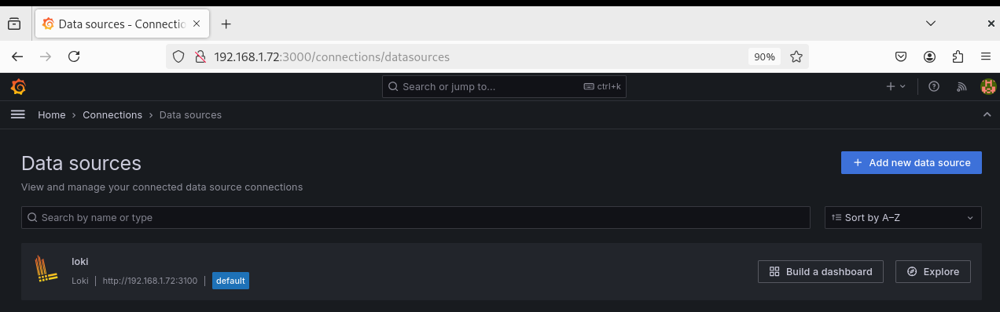 Data sources - Connectio
192.168.1.72:3000/connections/datasources
90%
Search or jump to...
ctrl+k
Home › Connections › Data sources
Data sources
Add new data source
View and manage your connected data source connections
Search by name or type
Sort by A–Z
loki
Loki | http://192.168.1.72:3100 | default
Build a dashboard
Explore